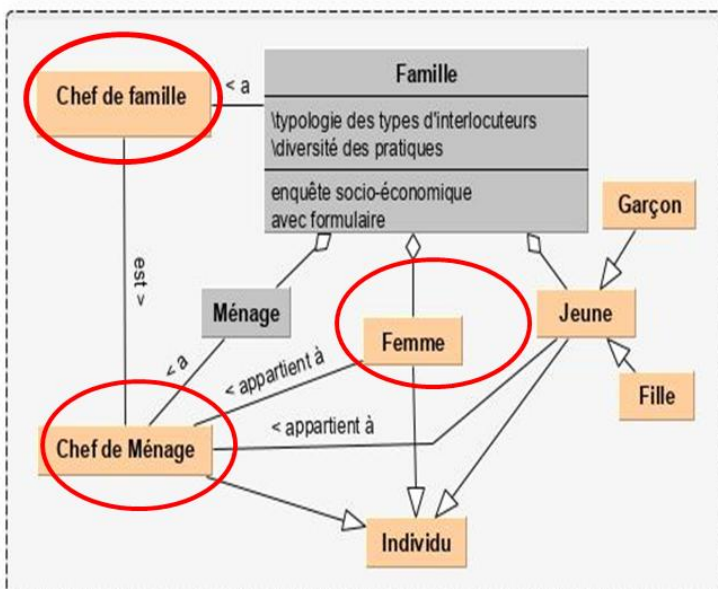 Famille
Chef de famille
< a
\typologie des types d'interlocuteurs
\diversité des pratiques
enquête socio-économique
avec formulaire
Garçon
est >
Ménage
Jeune
Femme
< a
< appartient à
Fille
< appartient à
Chef de Ménage
Individu